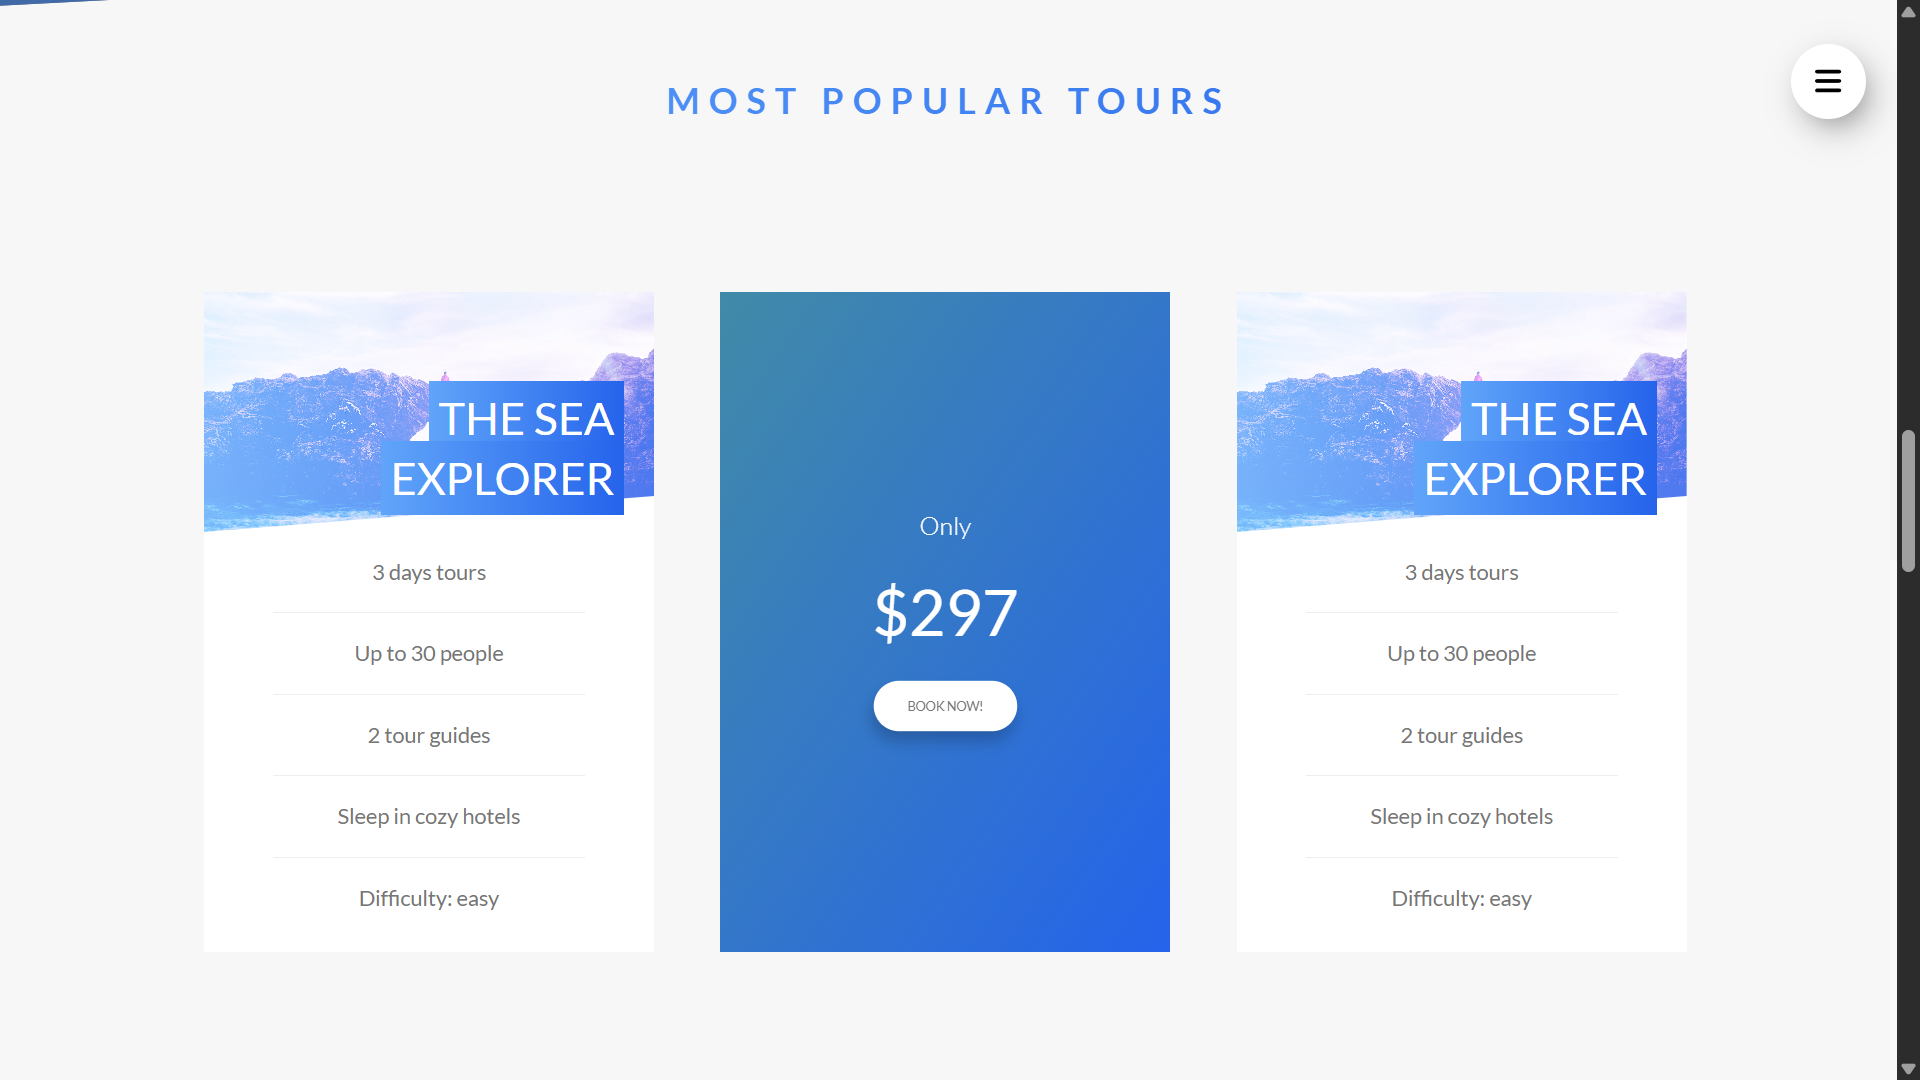 MOST POPULAR TOURS
THE SEA
EXPLORER
3 days tours
Up to 30 people
2 tour guides
Sleep in cozy hotels
Difficulty: easy
Only
$297
BOOK NOW!
THE SEA
EXPLORER
3 days tours
Up to 30 people
2 tour guides
Sleep in cozy hotels
Difficulty: easy